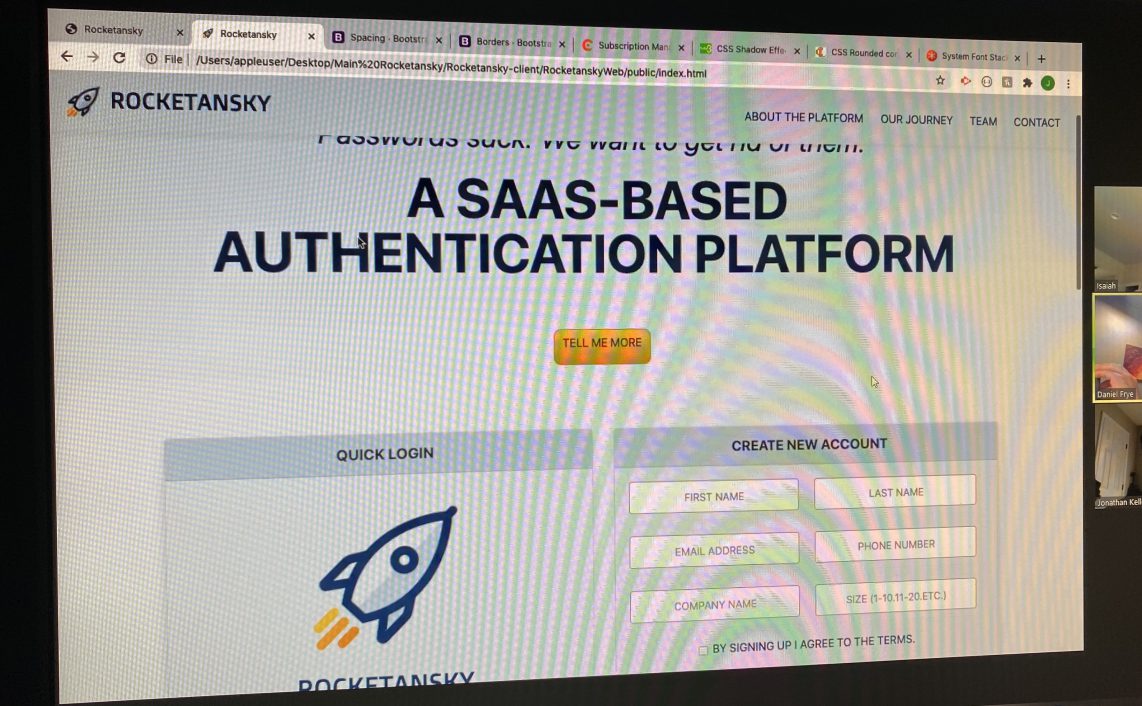 Rocketansky
Rocketansky
Spacing · Bootstr
Borders · Bootstra
Subscription Man
CSS Shadow Effe
CSS Rounded cor
System Font Stac
File
/Users/appleuser/Desktop/Main%20Rocketansky/Rocketansky-client/RocketanskyWeb/public/index.html
ROCKETANSKY
ABOUT THE PLATFORM
OUR JOURNEY
TEAM
CONTACT
Passwords suck. We want to get rid of them.
A SAAS-BASED
AUTHENTICATION PLATFORM
TELL ME MORE
QUICK LOGIN
CREATE NEW ACCOUNT
FIRST NAME
LAST NAME
EMAIL ADDRESS
PHONE NUMBER
COMPANY NAME
SIZE (1-10,11-20,ETC.)
BY SIGNING UP I AGREE TO THE TERMS.
ROCKETANSKY
Isaiah
Daniel Frye
Jonathan Kell